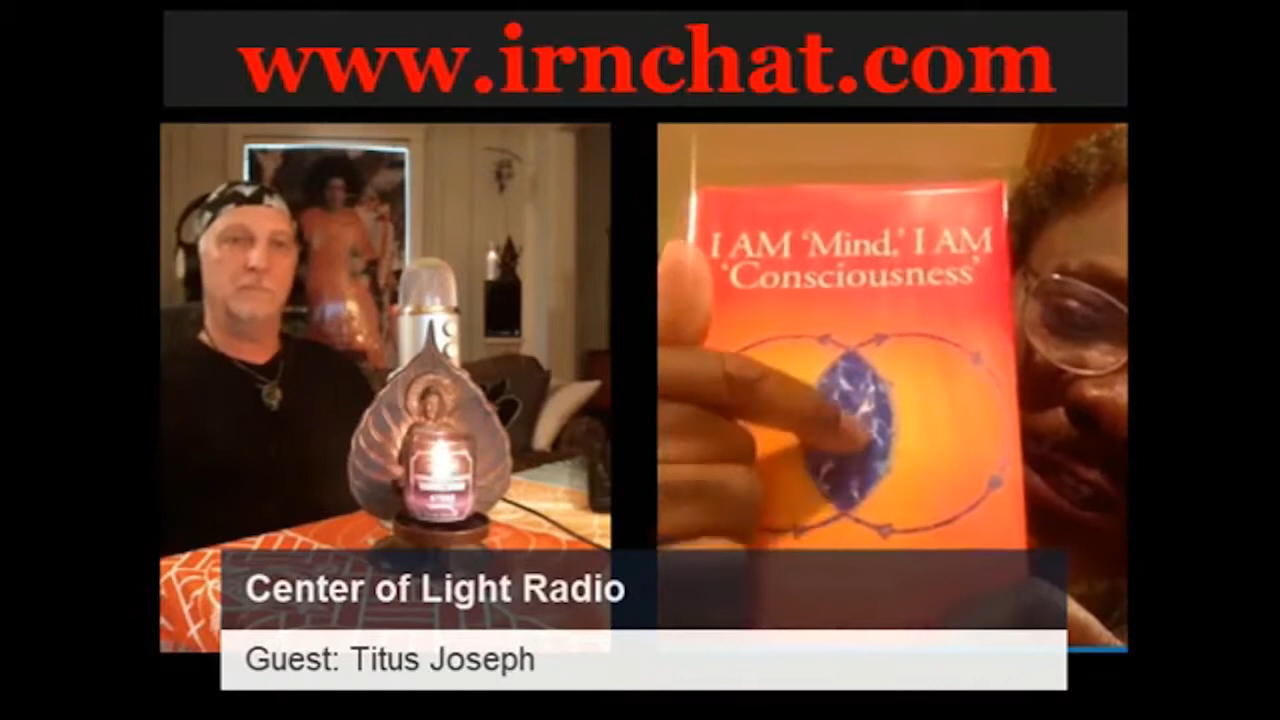 www.irnchat.com
I AM ‘Mind,’ I AM
‘Consciousness’
Center of Light Radio
Guest: Titus Joseph